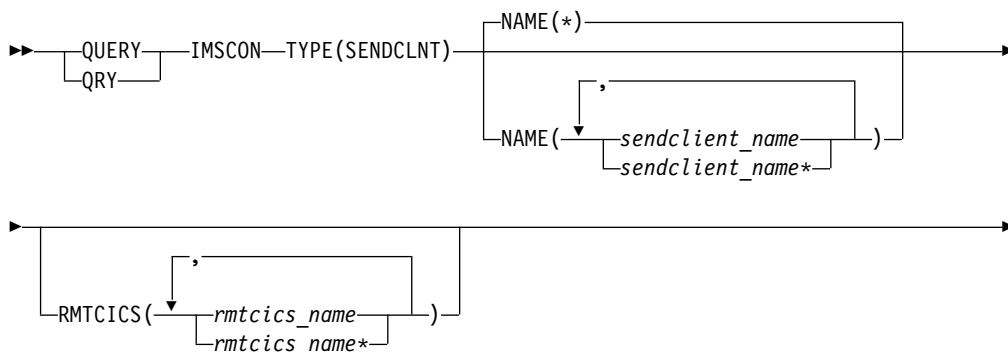 NAME(*)
QUERY IMSCON TYPE(SENDCLNT)
QRY
,
NAME( sendclient_name )
sendclient_name*
,
RMTCICS( rmtcics_name )
rmtcics_name*